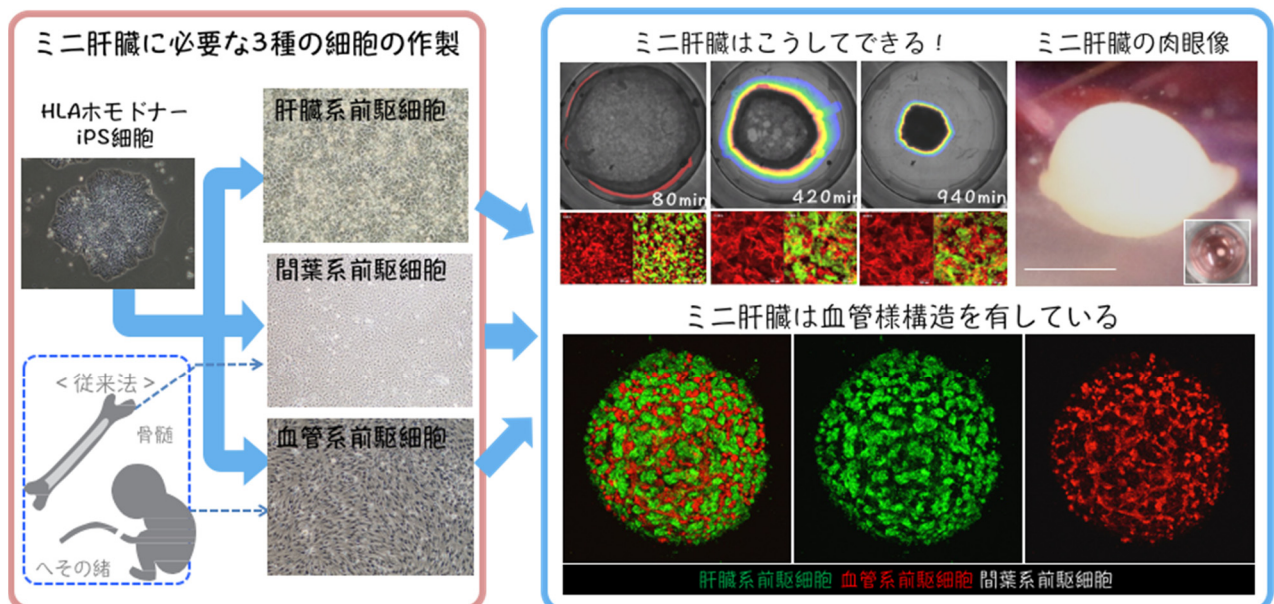 ミニ肝臓に必要な3種の細胞の作製
HLAホモドナー
iPS細胞
肝臓系前駆細胞
間葉系前駆細胞
血管系前駆細胞
<従来法>
骨髄
へその緒
ミニ肝臓はこうしてできる！
80min
420min
940min
ミニ肝臓の肉眼像
ミニ肝臓は血管様構造を有している
肝臓系前駆細胞 血管系前駆細胞 間葉系前駆細胞